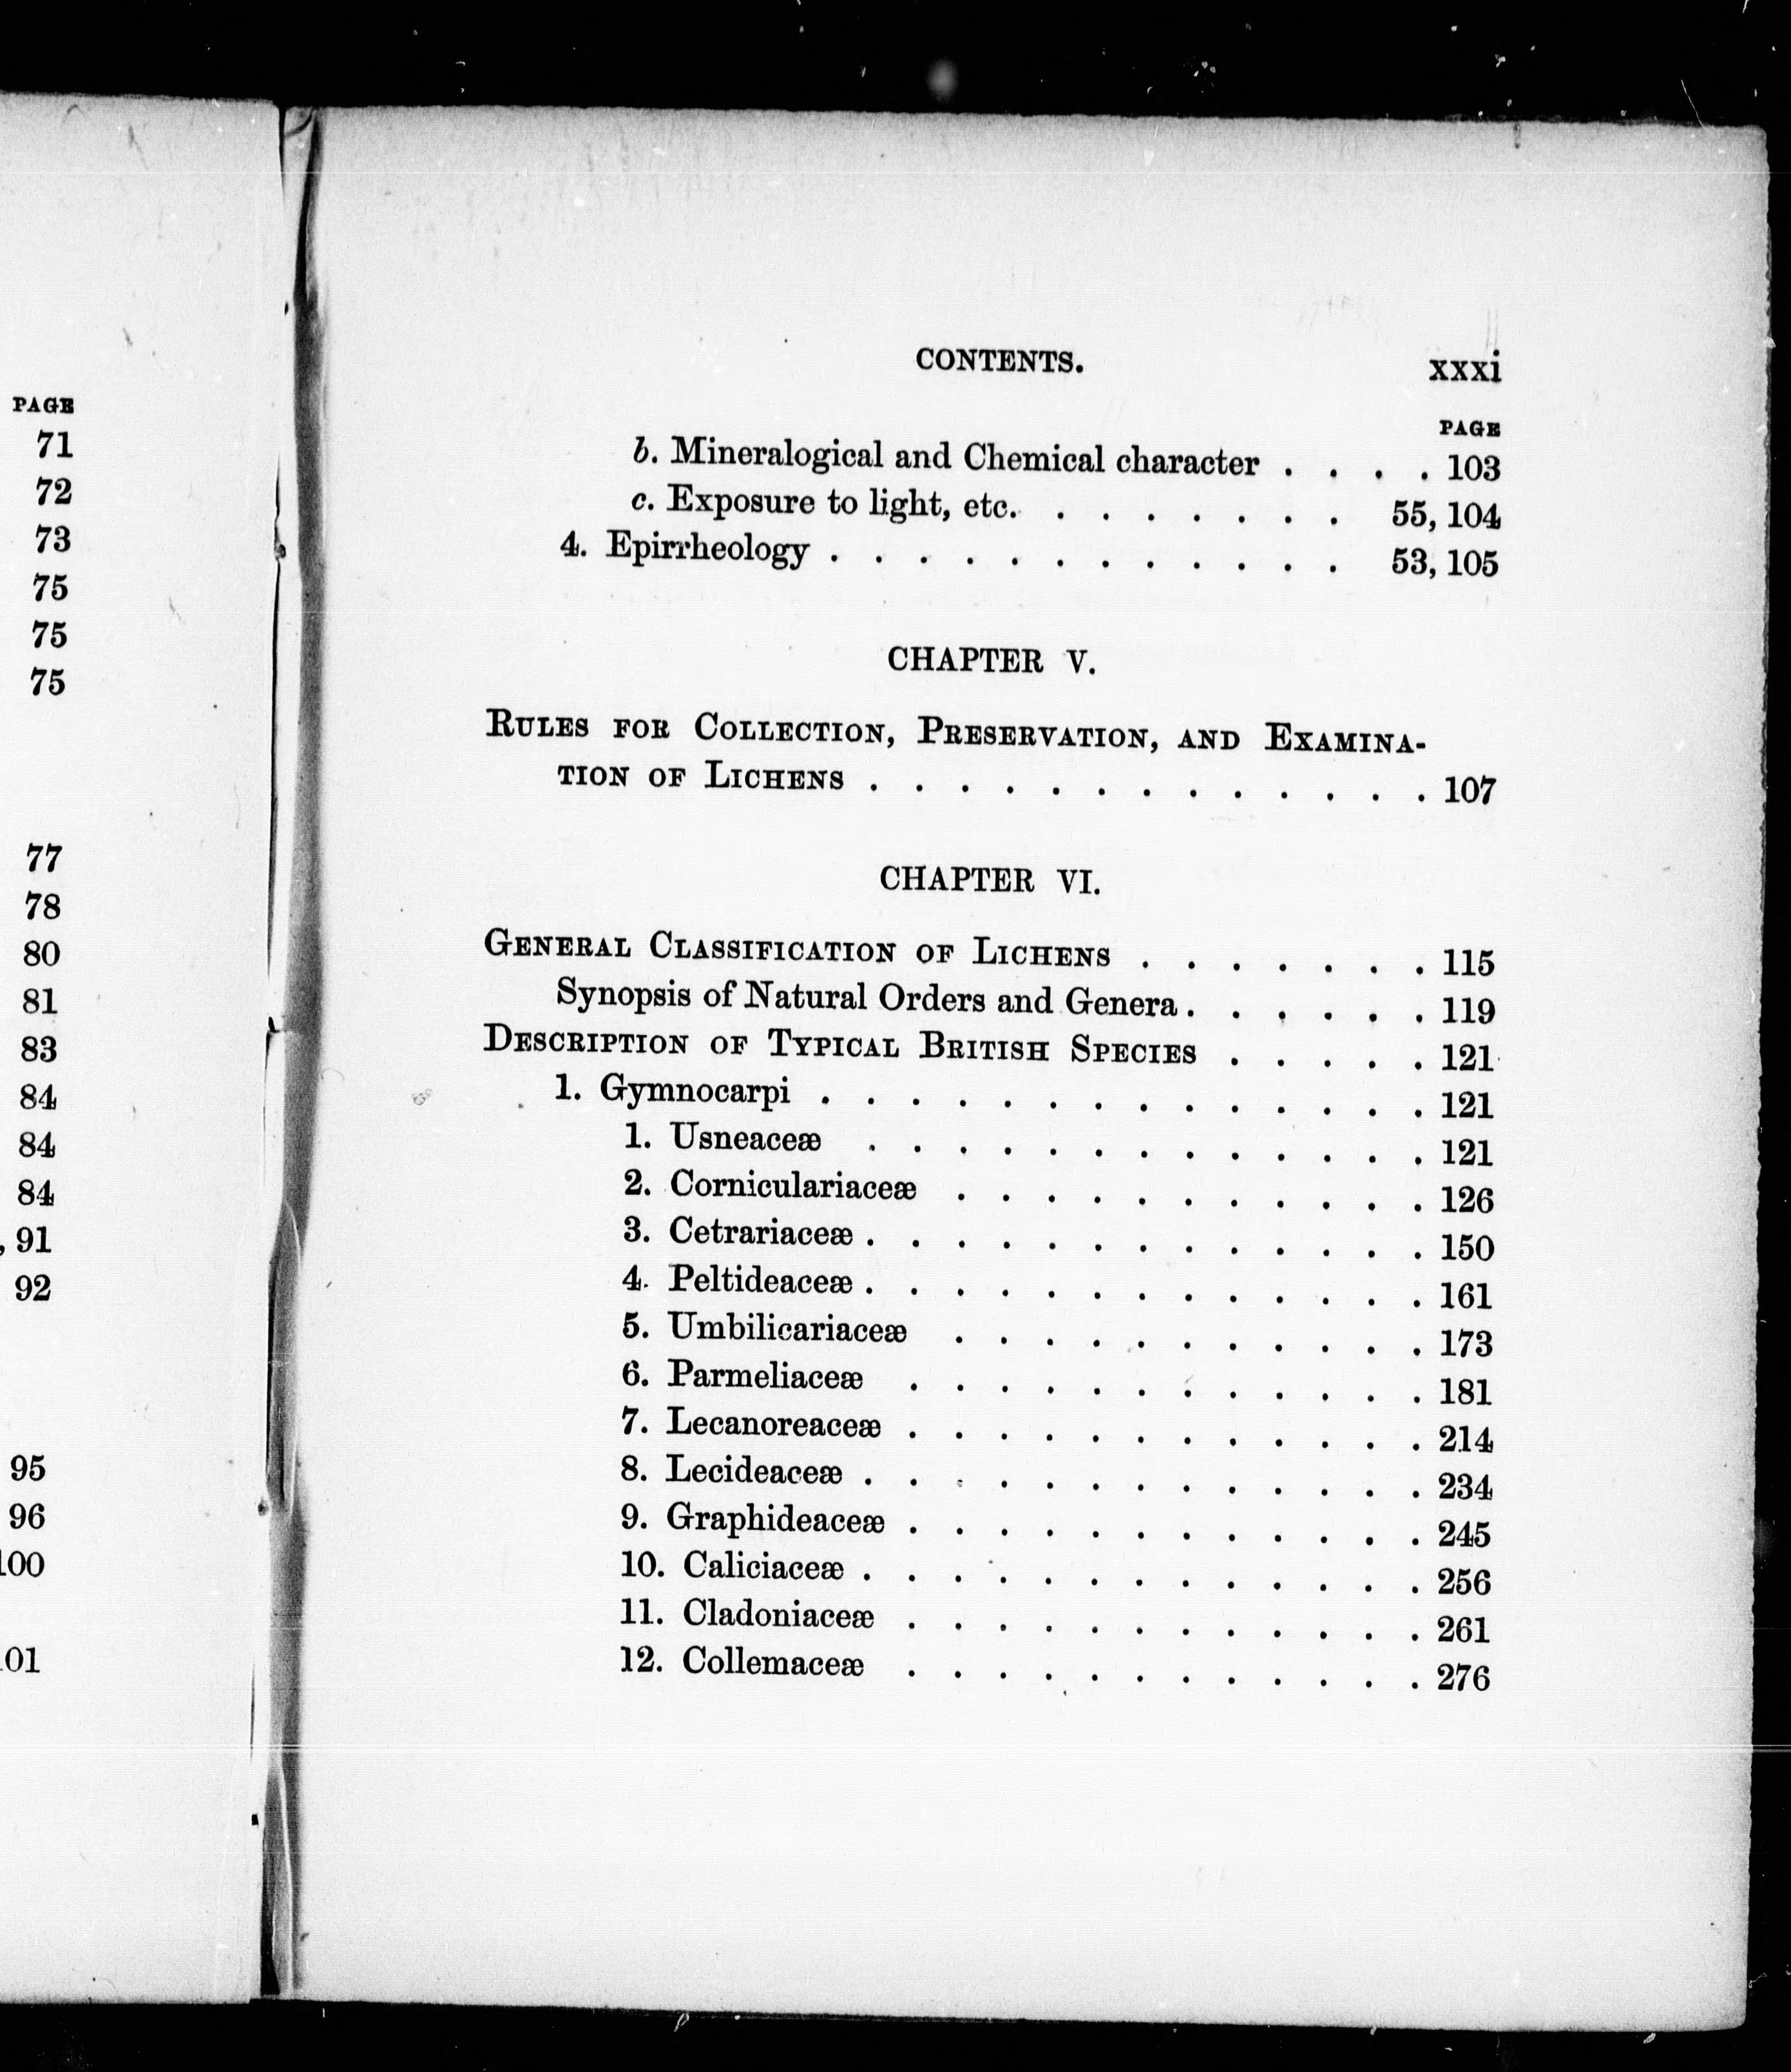 PAGE
71
72
73
75
75
75
77
78
80
81
83
84
84
84
, 91
92
95
96
100
101
CONTENTS. xxxi
PAGE
b. Mineralogical and Chemical character . . . . 103
c. Exposure to light, etc. . . . . . . . 55, 104
4. Epirrheology . . . . . . . . . . . . 53, 105
CHAPTER V.
RULES FOR COLLECTION, PRESERVATION, AND EXAMINA-
TION OF LICHENS . . . . . . . . . . . . . 107
CHAPTER VI.
GENERAL CLASSIFICATION OF LICHENS . . . . . . . 115
Synopsis of Natural Orders and Genera . . . . . . 119
DESCRIPTION OF TYPICAL BRITISH SPECIES . . . . . 121
1. Gymnocarpi . . . . . . . . . . . . . . 121
1. Usneaceæ . . . . . . . . . . . . . 121
2. Corniculariaceæ . . . . . . . . . . . 126
3. Cetrariaceæ . . . . . . . . . . . . . 150
4. Peltideaceæ . . . . . . . . . . . . . 161
5. Umbilicariaceæ . . . . . . . . . . . 173
6. Parmeliaceæ . . . . . . . . . . . . 181
7. Lecanoreaceæ . . . . . . . . . . . . 214
8. Lecideaceæ . . . . . . . . . . . . . 234
9. Graphideaceæ . . . . . . . . . . . . 245
10. Caliciaceæ . . . . . . . . . . . . . 256
11. Cladoniaceæ . . . . . . . . . . . . 261
12. Collemaceæ . . . . . . . . . . . . 276